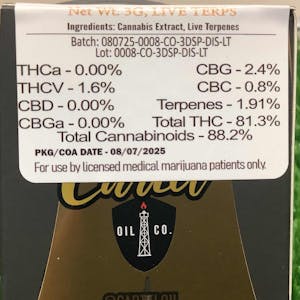 Net Wt. 3G, LIVE TERPS
Ingredients: Cannabis Extract, Live Terpenes
Batch: 080725-0008-CO-3DSP-DIS-LT
Lot: 0008-CO-3DSP-DIS-LT
THCa - 0.00% CBG - 2.4%
THCV - 1.6% CBC - 0.8%
CBD - 0.00% Terpenes - 1.91%
CBGa - 0.00% Total THC - 81.3%
Total Cannabinoids - 88.2%
PKG/COA DATE - 08/07/2025
For use by licensed medical marijuana patients only.
OIL CO.